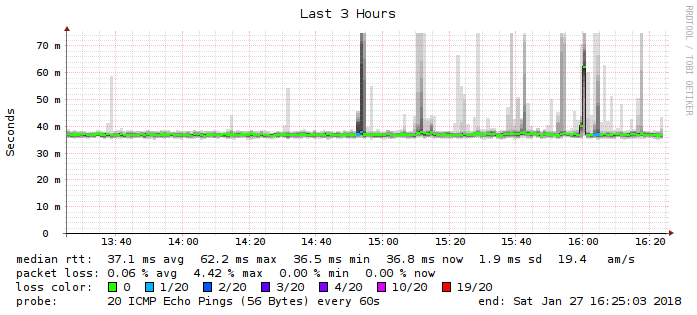 Last 3 Hours
RRDTOOL / TOBI OETIKER
Seconds
70 m
60 m
50 m
40 m
30 m
20 m
10 m
0
13:40 14:00 14:20 14:40 15:00 15:20 15:40 16:00 16:20
median rtt: 37.1 ms avg 62.2 ms max 36.5 ms min 36.8 ms now 1.9 ms sd 19.4 am/s
packet loss: 0.06 % avg 4.42 % max 0.00 % min 0.00 % now
loss color: 0 1/20 2/20 3/20 4/20 10/20 19/20
probe: 20 ICMP Echo Pings (56 Bytes) every 60s end: Sat Jan 27 16:25:03 2018